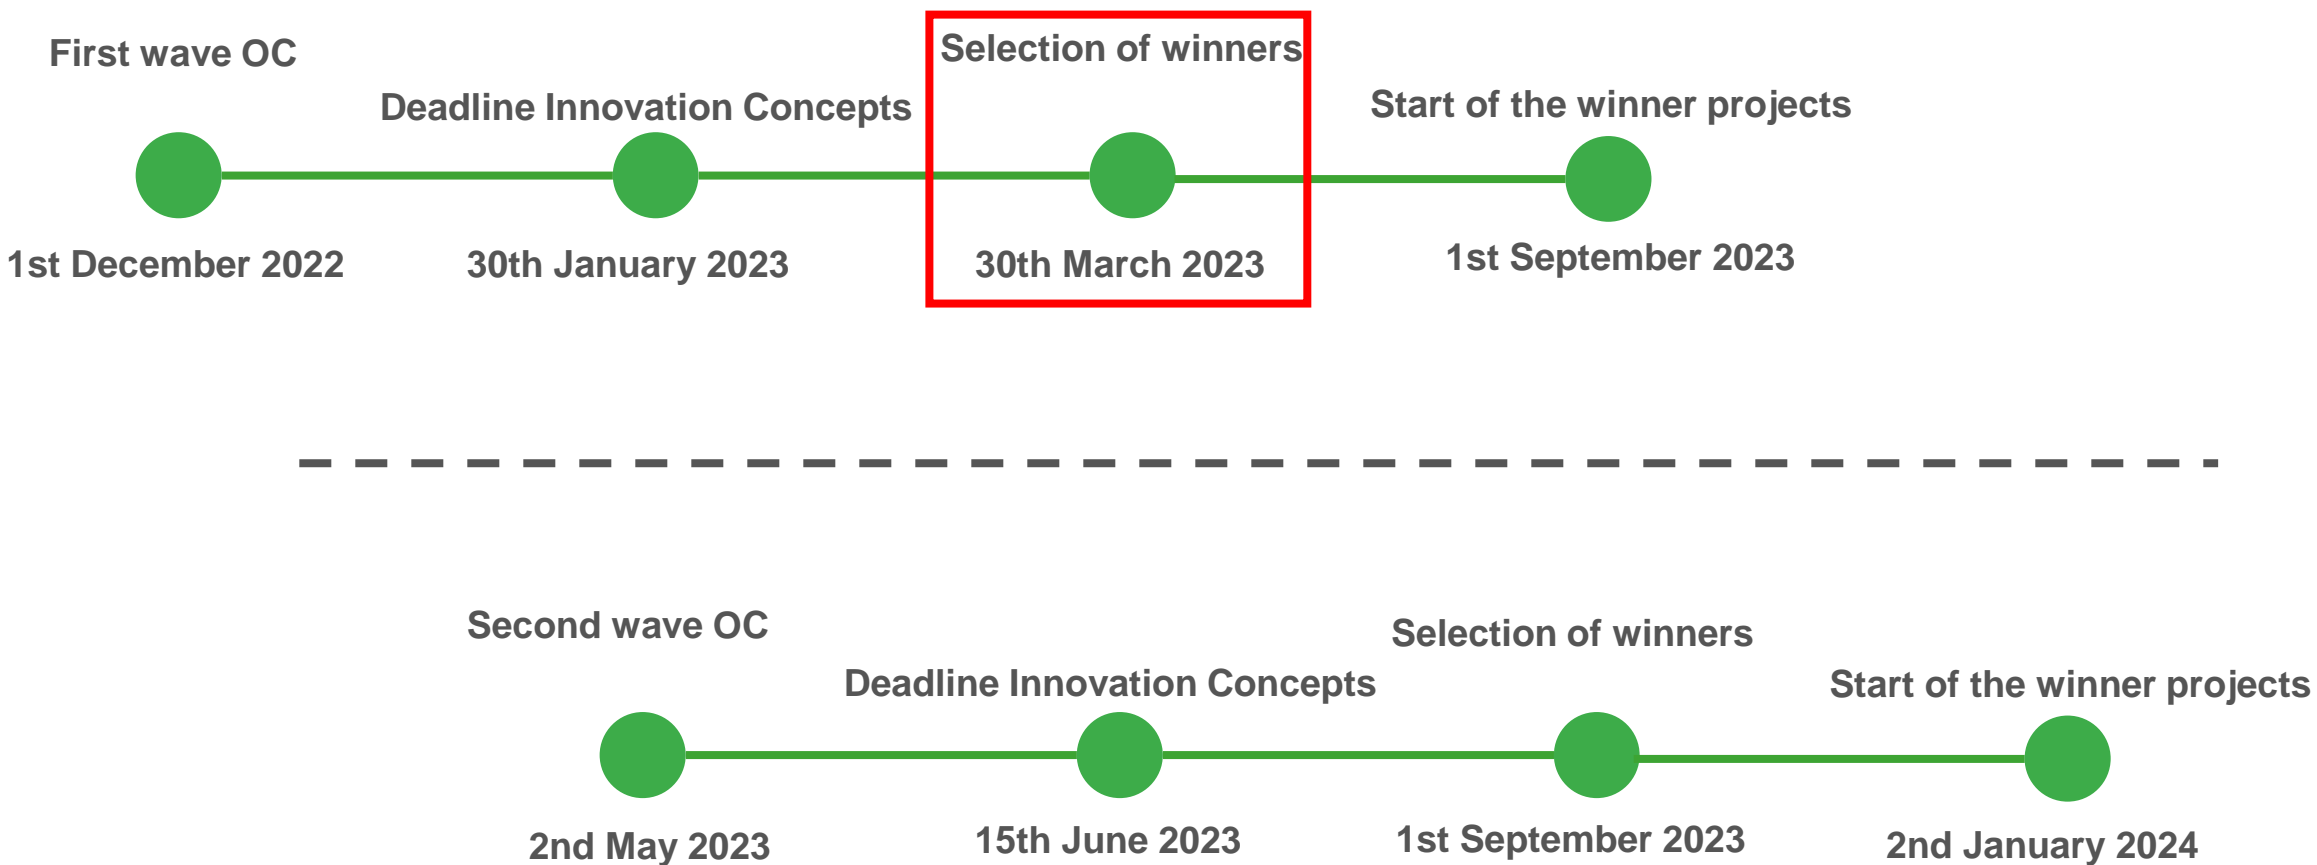 First wave OC
Deadline Innovation Concepts
Selection of winners
Start of the winner projects
1st December 2022
30th January 2023
30th March 2023
1st September 2023
Second wave OC
Deadline Innovation Concepts
Selection of winners
Start of the winner projects
2nd May 2023
15th June 2023
1st September 2023
2nd January 2024